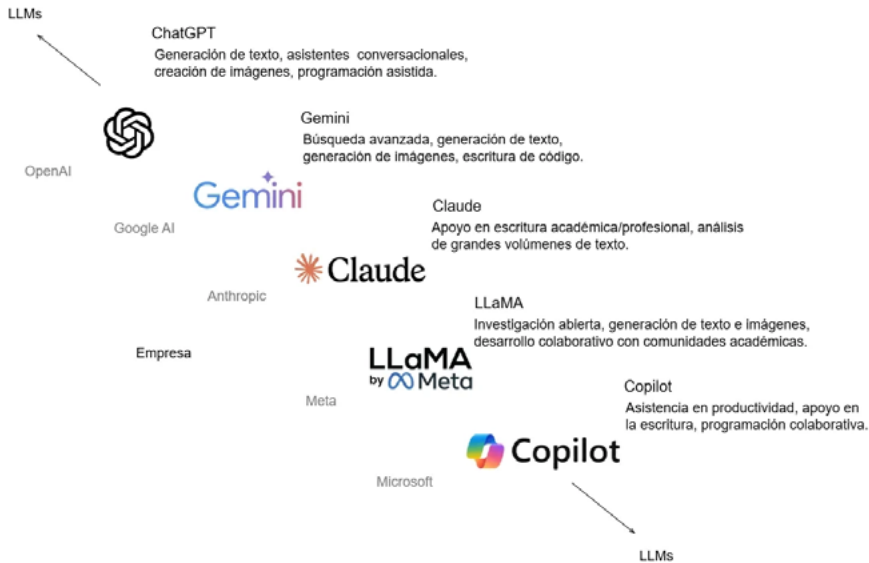 LLMs
ChatGPT
Generación de texto, asistentes conversacionales,
creación de imágenes, programación asistida.
OpenAI
Gemini
Búsqueda avanzada, generación de texto,
generación de imágenes, escritura de código.
Gemini
Google AI
Claude
Apoyo en escritura académica/profesional, análisis
de grandes volúmenes de texto.
Claude
Anthropic
LLaMA
Investigación abierta, generación de texto e imágenes,
desarrollo colaborativo con comunidades académicas.
Empresa
LLaMA
by Meta
Meta
Copilot
Asistencia en productividad, apoyo en
la escritura, programación colaborativa.
Copilot
Microsoft
LLMs